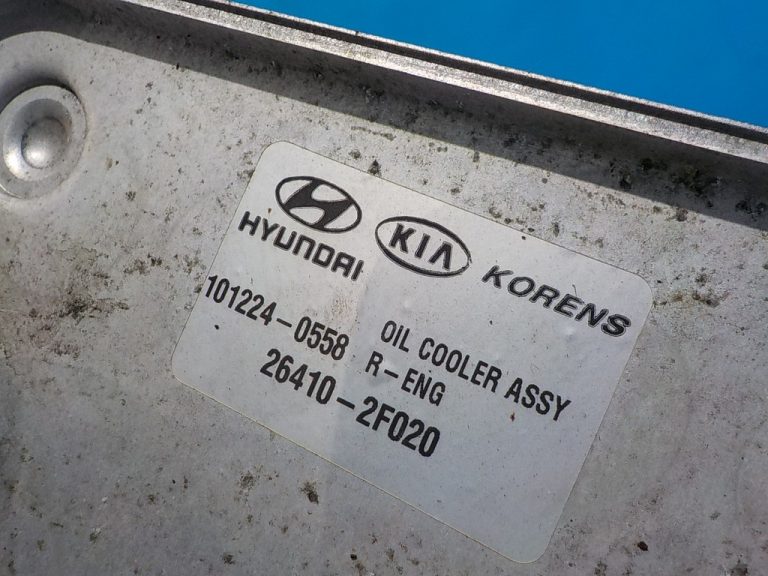 HYUNDAI KIA KORENS
101224-0558 OIL COOLER ASSY
R-ENG
26410-2F020